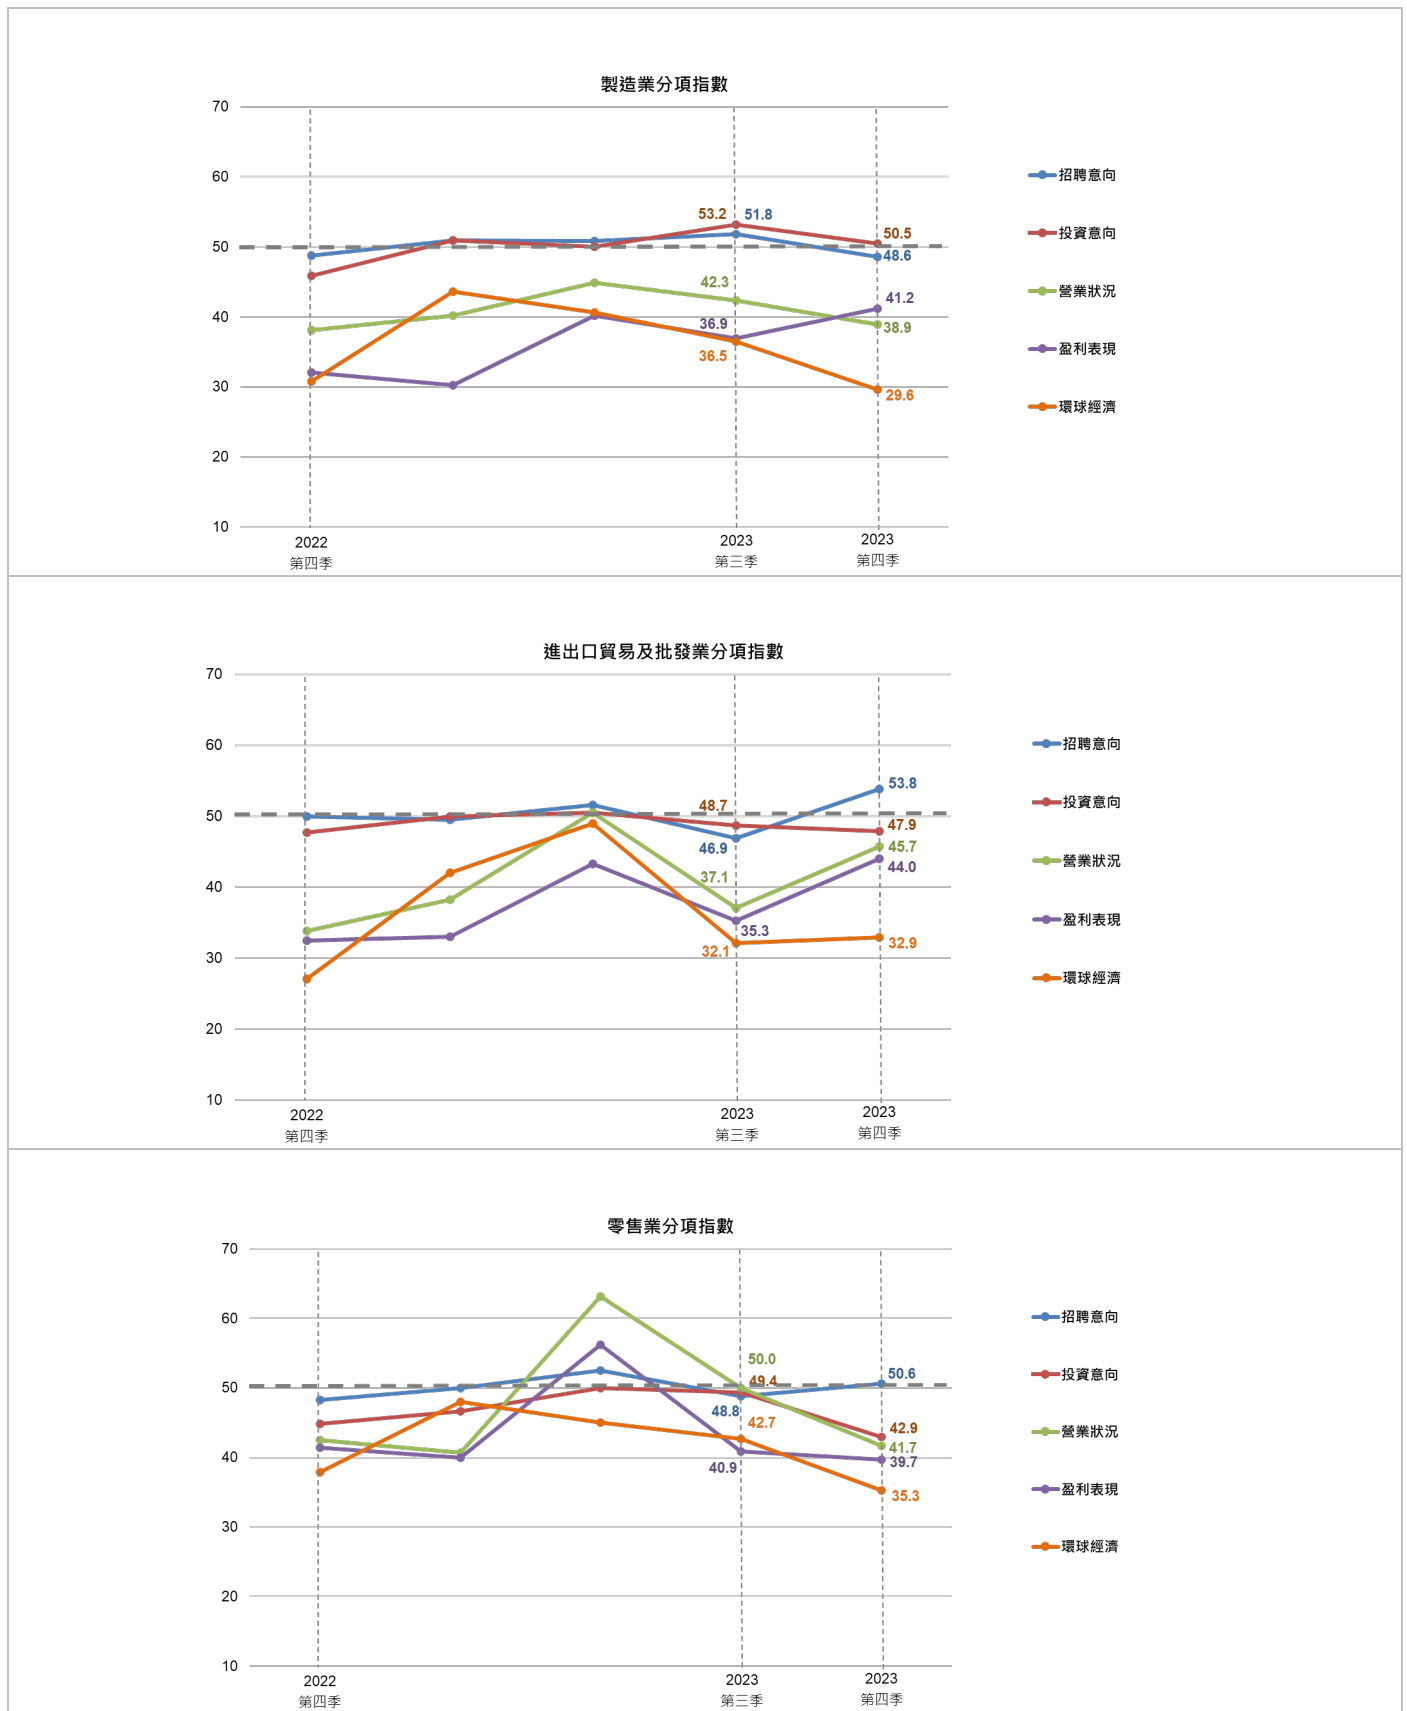 製造業分項指數
70
60
50
40
30
20
10
53.2
51.8
42.3
36.9
36.5
50.5
48.6
41.2
38.9
29.6
2022
第四季
2023
第三季
2023
第四季
招聘意向
投資意向
營業狀況
盈利表現
環球經濟
進出口貿易及批發業分項指數
70
60
50
40
30
20
10
48.7
46.9
37.1
35.3
32.1
53.8
47.9
45.7
44.0
32.9
2022
第四季
2023
第三季
2023
第四季
招聘意向
投資意向
營業狀況
盈利表現
環球經濟
零售業分項指數
70
60
50
40
30
20
10
50.0
49.4
48.8
42.7
40.9
50.6
42.9
41.7
39.7
35.3
2022
第四季
2023
第三季
2023
第四季
招聘意向
投資意向
營業狀況
盈利表現
環球經濟